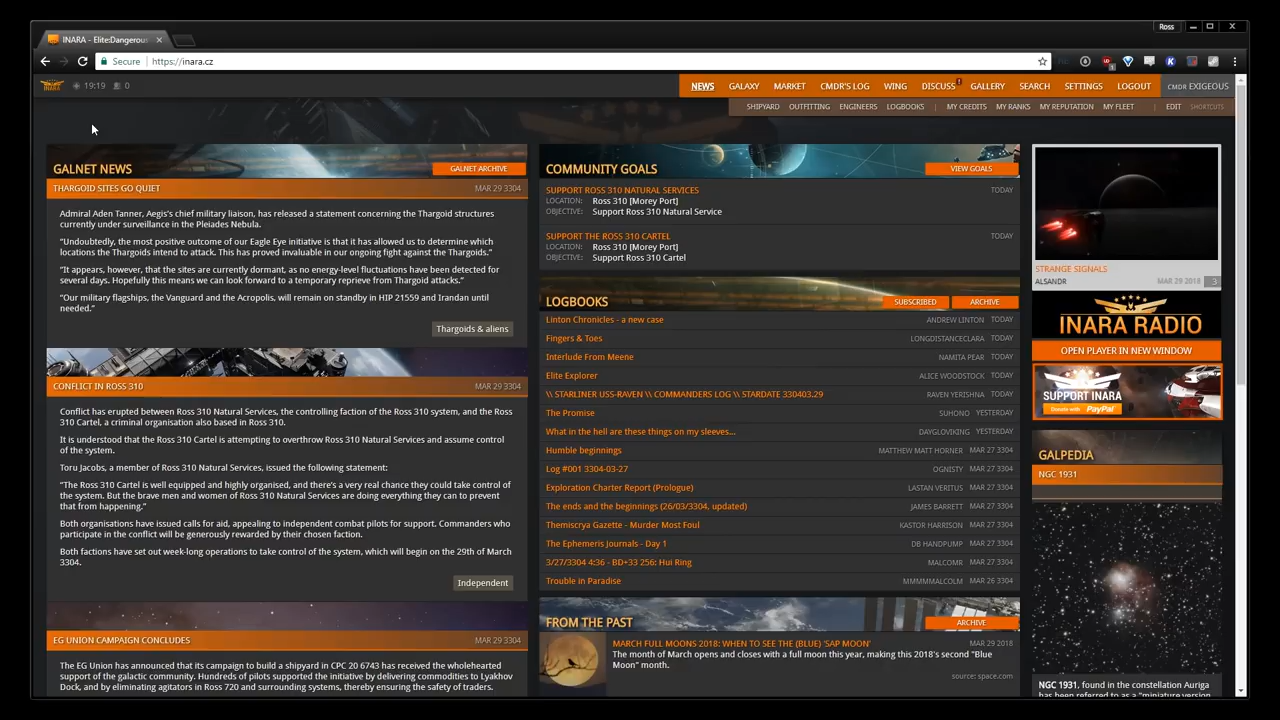 Ross
INARA - Elite:Dangerous
Secure
https://inara.cz
INARA
19:19
0
NEWS
GALAXY
MARKET
CMDR'S LOG
WING
DISCUSS
GALLERY
SEARCH
SETTINGS
LOGOUT
CMDR EXIGEOUS
SHIPYARD
OUTFITTING
ENGINEERS
LOGBOOKS
MY CREDITS
MY RANKS
MY REPUTATION
MY FLEET
EDIT
SHORTCUTS
GALNET NEWS
GALNET ARCHIVE
THARGOID SITES GO QUIET
MAR 29 3304
Admiral Aden Tanner, Aegis's chief military liaison, has released a statement concerning the Thargoid structures
currently under surveillance in the Pleiades Nebula.
"Undoubtedly, the most positive outcome of our Eagle Eye initiative is that it has allowed us to determine which
locations the Thargoids intend to attack. This has proved invaluable in our ongoing fight against the Thargoids."
"It appears, however, that the sites are currently dormant, as no energy-level fluctuations have been detected for
several days. Hopefully this means we can look forward to a temporary reprieve from Thargoid attacks."
"Our military flagships, the Vanguard and the Acropolis, will remain on standby in HIP 21559 and Irandan until
needed."
Thargoids & aliens
CONFLICT IN ROSS 310
MAR 29 3304
Conflict has erupted between Ross 310 Natural Services, the controlling faction of the Ross 310 system, and the Ross
310 Cartel, a criminal organisation also based in Ross 310.
It is understood that the Ross 310 Cartel is attempting to overthrow Ross 310 Natural Services and assume control
of the system.
Toru Jacobs, a member of Ross 310 Natural Services, issued the following statement:
"The Ross 310 Cartel is well equipped and highly organised, and there's a very real chance they could take control of
the system. But the brave men and women of Ross 310 Natural Services are doing everything they can to prevent
that from happening."
Both organisations have issued calls for aid, appealing to independent combat pilots for support. Commanders who
participate in the conflict will be generously rewarded by their chosen faction.
Both factions have set out week-long operations to take control of the system, which will begin on the 29th of March
3304.
Independent
EG UNION CAMPAIGN CONCLUDES
MAR 29 3304
The EG Union has announced that its campaign to build a shipyard in CPC 20 6743 has received the wholehearted
support of the galactic community. Hundreds of pilots supported the initiative by delivering commodities to Lyakhov
Dock, and by eliminating agitators in Ross 720 and surrounding systems, thereby ensuring the safety of traders.
COMMUNITY GOALS
VIEW GOALS
SUPPORT ROSS 310 NATURAL SERVICES
TODAY
LOCATION: Ross 310 [Morey Port]
OBJECTIVE: Support Ross 310 Natural Service
SUPPORT THE ROSS 310 CARTEL
TODAY
LOCATION: Ross 310 [Morey Port]
OBJECTIVE: Support Ross 310 Cartel
LOGBOOKS
SUBSCRIBED
ARCHIVE
Linton Chronicles - a new case ANDREW LINTON TODAY
Fingers & Toes LONGDISTANCECLARA TODAY
Interlude From Meene NAMITA PEAR TODAY
Elite Explorer ALICE WOODSTOCK TODAY
\\ STARLINER USS-RAVEN \\ COMMANDERS LOG \\ STARDATE 330403.29 RAVEN YERISHNA TODAY
The Promise SUHONO YESTERDAY
What in the hell are these things on my sleeves... DAYGLOVIKING YESTERDAY
Humble beginnings MATTHEW MATT HORNER MAR 27 3304
Log #001 3304-03-27 OGNISTY MAR 27 3304
Exploration Charter Report (Prologue) LASTAN VERITUS MAR 27 3304
The ends and the beginnings (26/03/3304, updated) JAMES BARRETT MAR 27 3304
Themiscrya Gazette - Murder Most Foul KASTOR HARRISON MAR 27 3304
The Ephemeris Journals - Day 1 DB HANDPUMP MAR 27 3304
3/27/3304 4:36 - BD+33 256: Hui Ring MALCOMR MAR 27 3304
Trouble in Paradise MMMMMALCOLM MAR 26 3304
FROM THE PAST
ARCHIVE
MARCH FULL MOONS 2018: WHEN TO SEE THE (BLUE) 'SAP MOON'
MAR 29 2018
The month of March opens and closes with a full moon this year, making this 2018's second "Blue
Moon" month.
source: space.com
STRANGE SIGNALS
ALSANDR
MAR 29 2018
3
INARA RADIO
OPEN PLAYER IN NEW WINDOW
SUPPORT INARA
Donate with PayPal
GALPEDIA
NGC 1931
NGC 1931, found in the constellation Auriga
has been referred to as a "miniature version